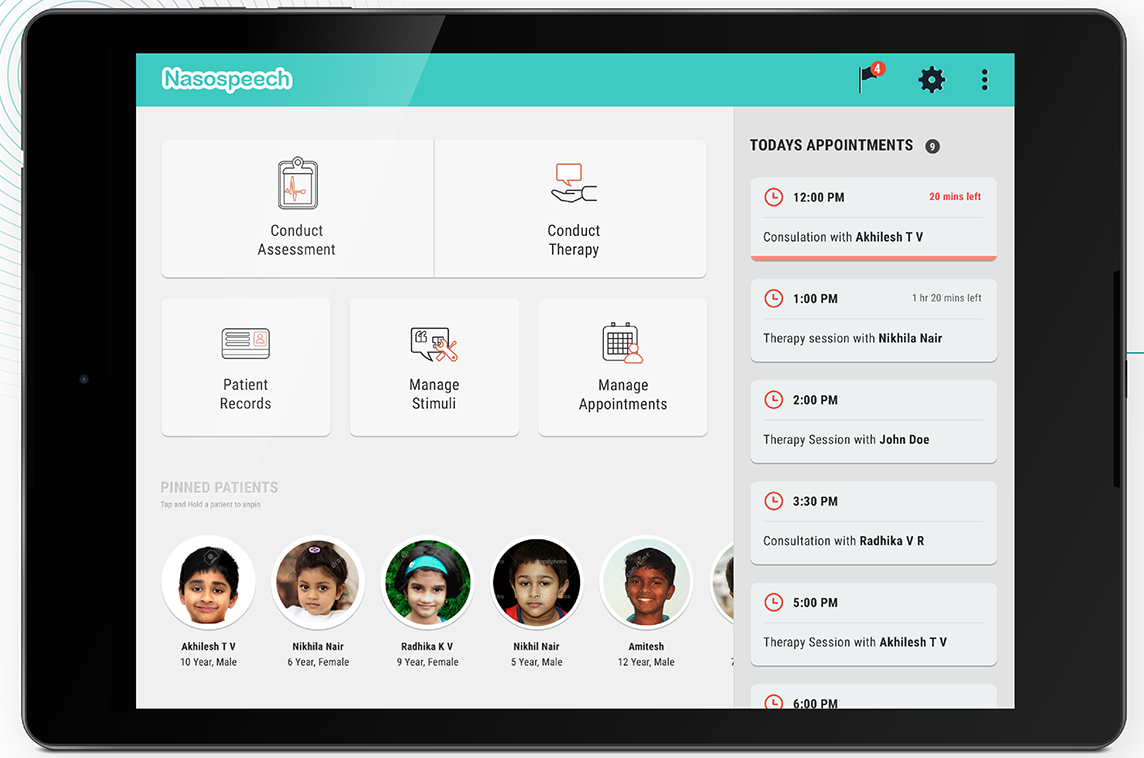 Nasospeech
4
Conduct
Assessment
Conduct
Therapy
Patient
Records
Manage
Stimuli
Manage
Appointments
PINNED PATIENTS
Tap and Hold a patient to unpin
Akhilesh T V
10 Year, Male
Nikhila Nair
6 Year, Female
Radhika K V
9 Year, Female
Nikhil Nair
5 Year, Male
Amitesh
12 Year, Male
TODAYS APPOINTMENTS 9
12:00 PM 20 mins left
Consulation with Akhilesh T V
1:00 PM 1 hr 20 mins left
Therapy session with Nikhila Nair
2:00 PM
Therapy Session with John Doe
3:30 PM
Consultation with Radhika V R
5:00 PM
Therapy Session with Akhilesh T V
6:00 PM